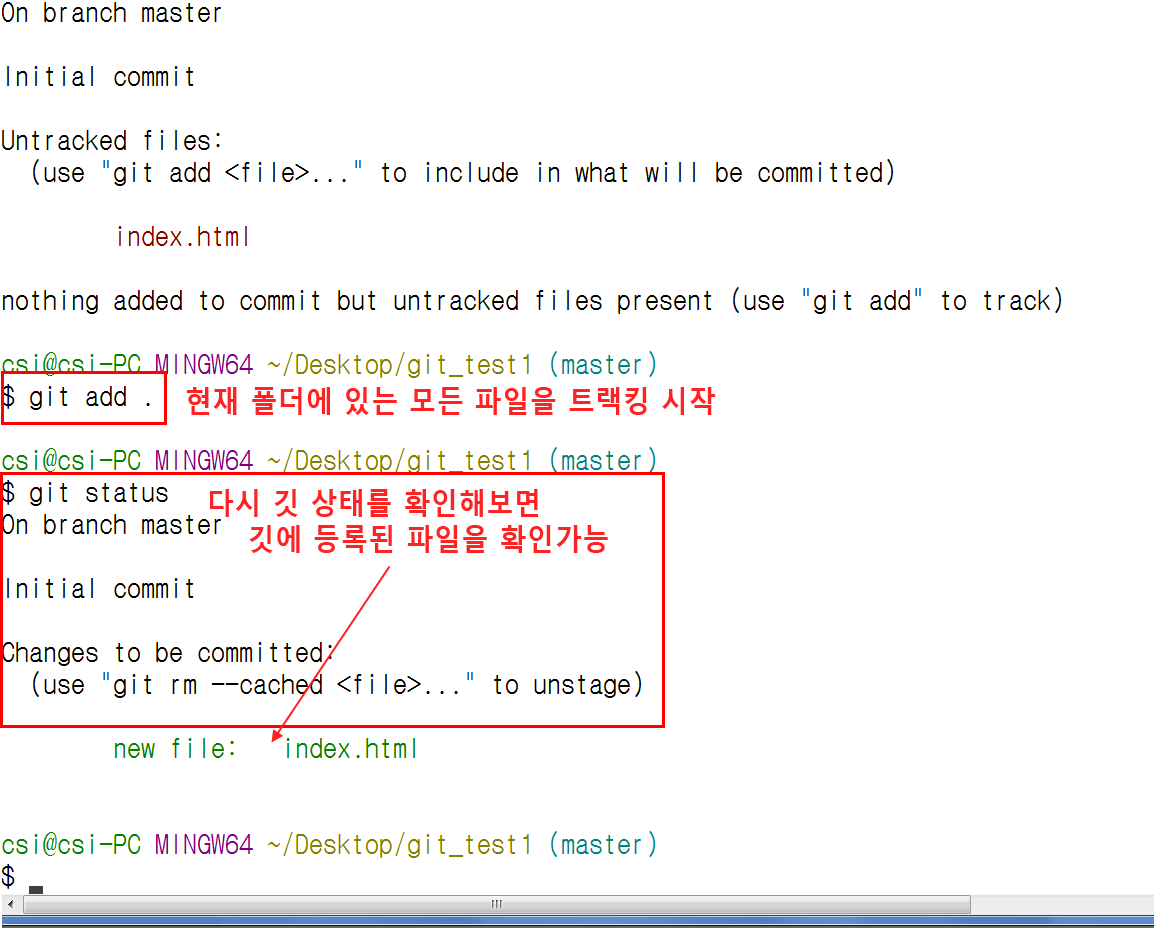 On branch master
Initial commit
Untracked files:
(use "git add <file>..." to include in what will be committed)
index.html
nothing added to commit but untracked files present (use "git add" to track)
csi@csi-PC MINGW64 ~/Desktop/git_test1 (master)
$ git add . 현재 폴더에 있는 모든 파일을 트랙킹 시작
csi@csi-PC MINGW64 ~/Desktop/git_test1 (master)
$ git status 다시 깃 상태를 확인해보면
On branch master 깃에 등록된 파일을 확인가능
Initial commit
Changes to be committed:
(use "git rm --cached <file>..." to unstage)
new file: index.html
csi@csi-PC MINGW64 ~/Desktop/git_test1 (master)
$